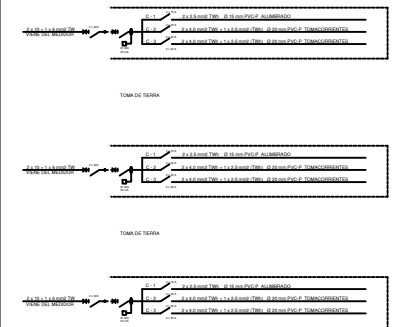 C - 1 2 x 2.5 mm2 TWh Ø 15 mm PVC-P ALUMBRADO
2 x 10 + 1 x 6 mm2 TW C - 2 2 x 4.0 mm2 TWh + 1 x 2.5 mm2 (TWh) Ø 20 mm PVC-P TOMACORRIENTES
VIENE DEL MEDIDOR
C - 3 2 x 4.0 mm2 TWh + 1 x 2.5 mm2 (TWh) Ø 20 mm PVC-P TOMACORRIENTES
TOMA DE TIERRA
C - 1 2 x 2.5 mm2 TWh Ø 15 mm PVC-P ALUMBRADO
2 x 10 + 1 x 6 mm2 TW C - 2 2 x 4.0 mm2 TWh + 1 x 2.5 mm2 (TWh) Ø 20 mm PVC-P TOMACORRIENTES
VIENE DEL MEDIDOR
C - 3 2 x 4.0 mm2 TWh + 1 x 2.5 mm2 (TWh) Ø 20 mm PVC-P TOMACORRIENTES
TOMA DE TIERRA
C - 1 2 x 2.5 mm2 TWh Ø 15 mm PVC-P ALUMBRADO
2 x 10 + 1 x 6 mm2 TW C - 2 2 x 4.0 mm2 TWh + 1 x 2.5 mm2 (TWh) Ø 20 mm PVC-P TOMACORRIENTES
VIENE DEL MEDIDOR
C - 3 2 x 4.0 mm2 TWh + 1 x 2.5 mm2 (TWh) Ø 20 mm PVC-P TOMACORRIENTES